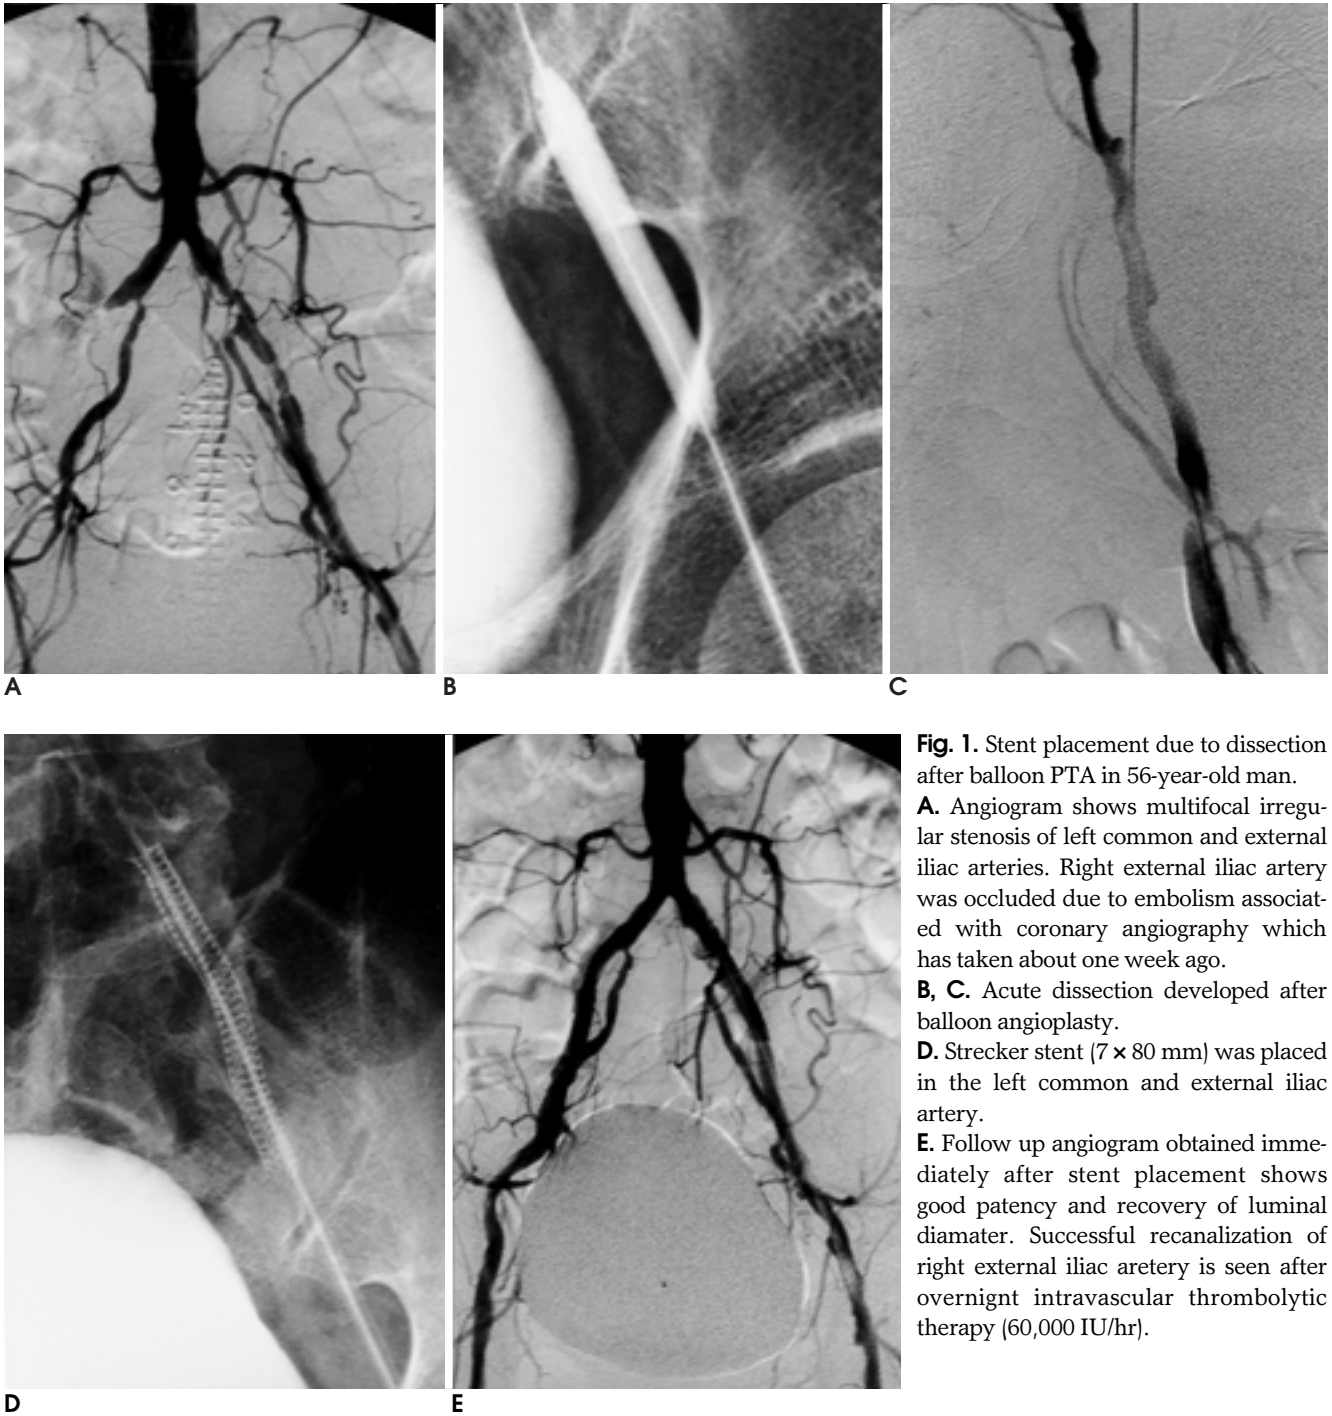 A
B
C
Fig. 1. Stent placement due to dissection
after balloon PTA in 56-year-old man.
A. Angiogram shows multifocal irregu-
lar stenosis of left common and external
iliac arteries. Right external iliac artery
was occluded due to embolism associat-
ed with coronary angiography which
has taken about one week ago.
B, C. Acute dissection developed after
balloon angioplasty.
D. Strecker stent (7 × 80 mm) was placed
in the left common and external iliac
artery.
E. Follow up angiogram obtained imme-
diately after stent placement shows
good patency and recovery of luminal
diamater. Successful recanalization of
right external iliac aretery is seen after
overnignt intravascular thrombolytic
therapy (60,000 IU/hr).
D
E